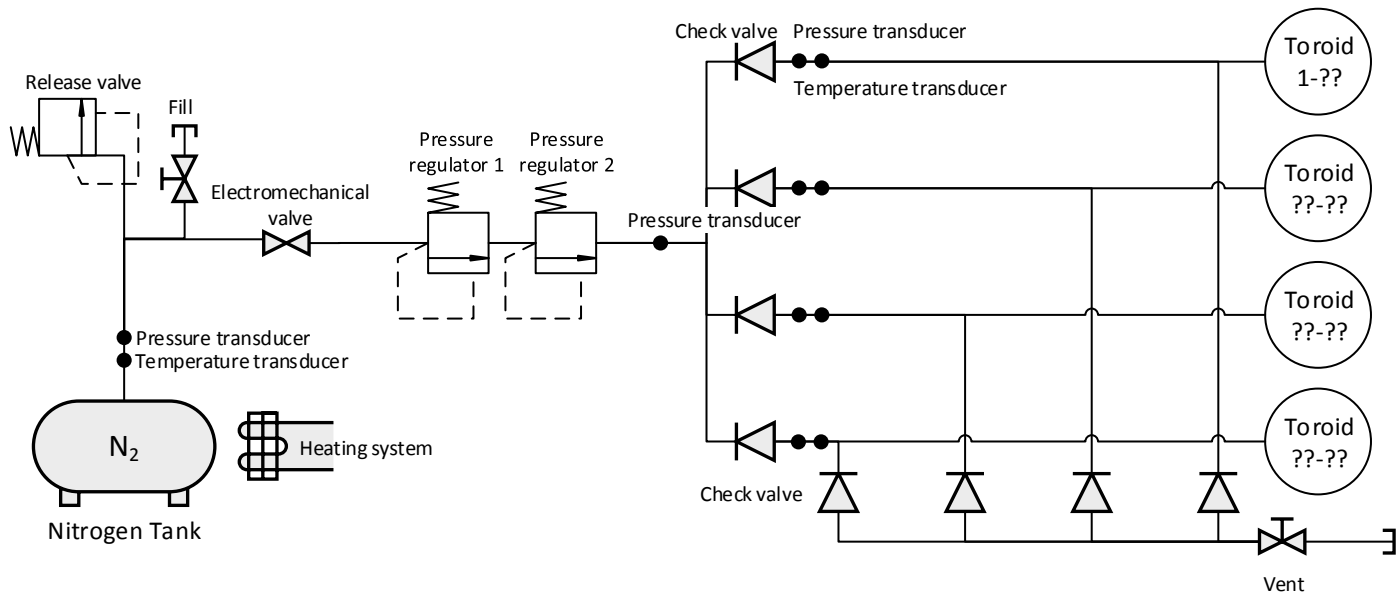 Check valve
Pressure transducer
Temperature transducer
Toroid
1-??
Release valve
Fill
Pressure
regulator 1
Pressure
regulator 2
Electromechanical
valve
Pressure transducer
Toroid
??-??
Toroid
??-??
Pressure transducer
Temperature transducer
N2
Heating system
Nitrogen Tank
Toroid
??-??
Check valve
Vent